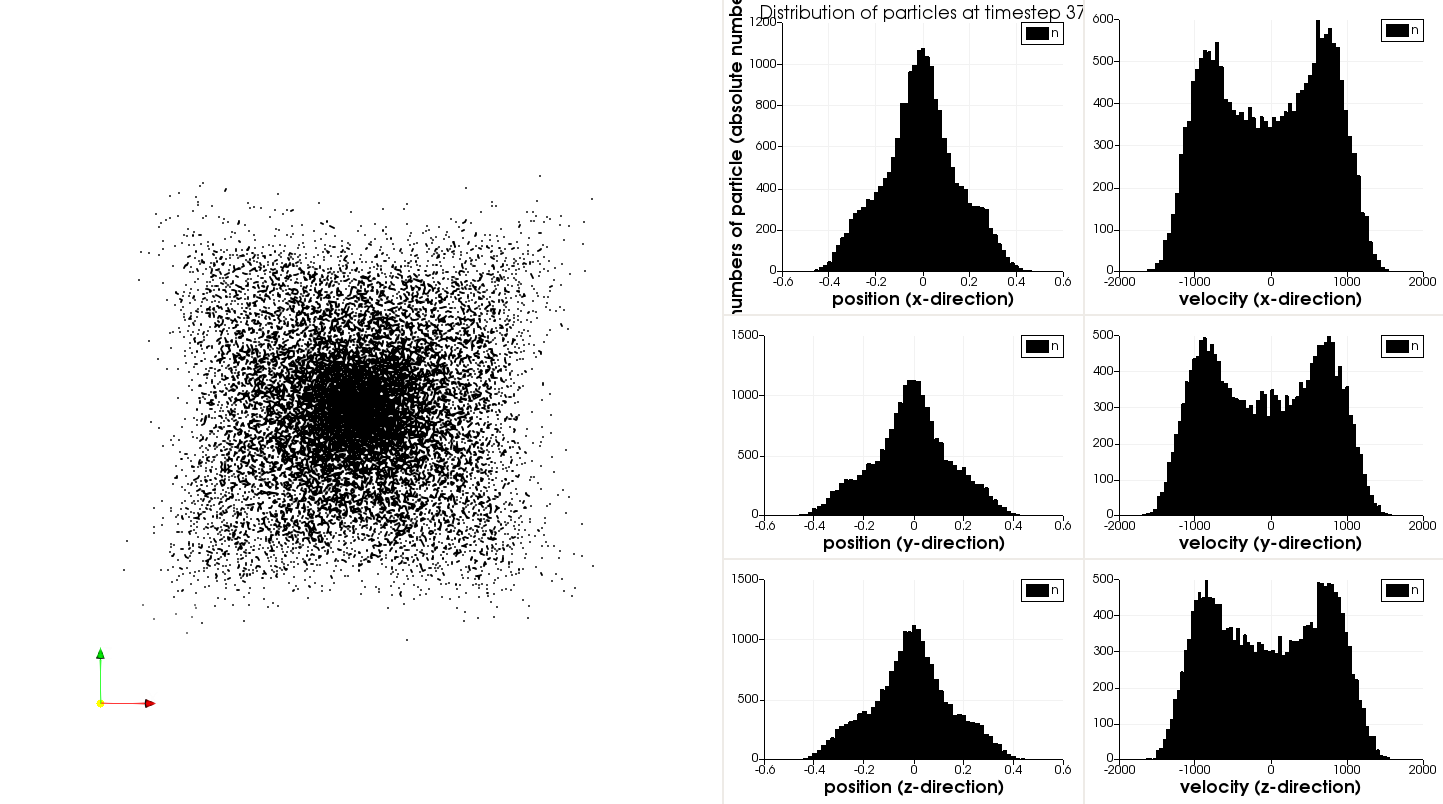 Distribution of particles at timestep 37
numbers of particle (absolute numbe
1200
1000
800
600
400
200
0
-0.6 -0.4 -0.2 0 0.2 0.4 0.6
position (x-direction)
n
600
500
400
300
200
100
0
-2000 -1000 0 1000 2000
velocity (x-direction)
n
1500
1000
500
0
-0.6 -0.4 -0.2 0 0.2 0.4 0.6
position (y-direction)
n
500
400
300
200
100
0
-2000 -1000 0 1000 2000
velocity (y-direction)
n
1500
1000
500
0
-0.6 -0.4 -0.2 0 0.2 0.4 0.6
position (z-direction)
n
500
400
300
200
100
0
-2000 -1000 0 1000 2000
velocity (z-direction)
n